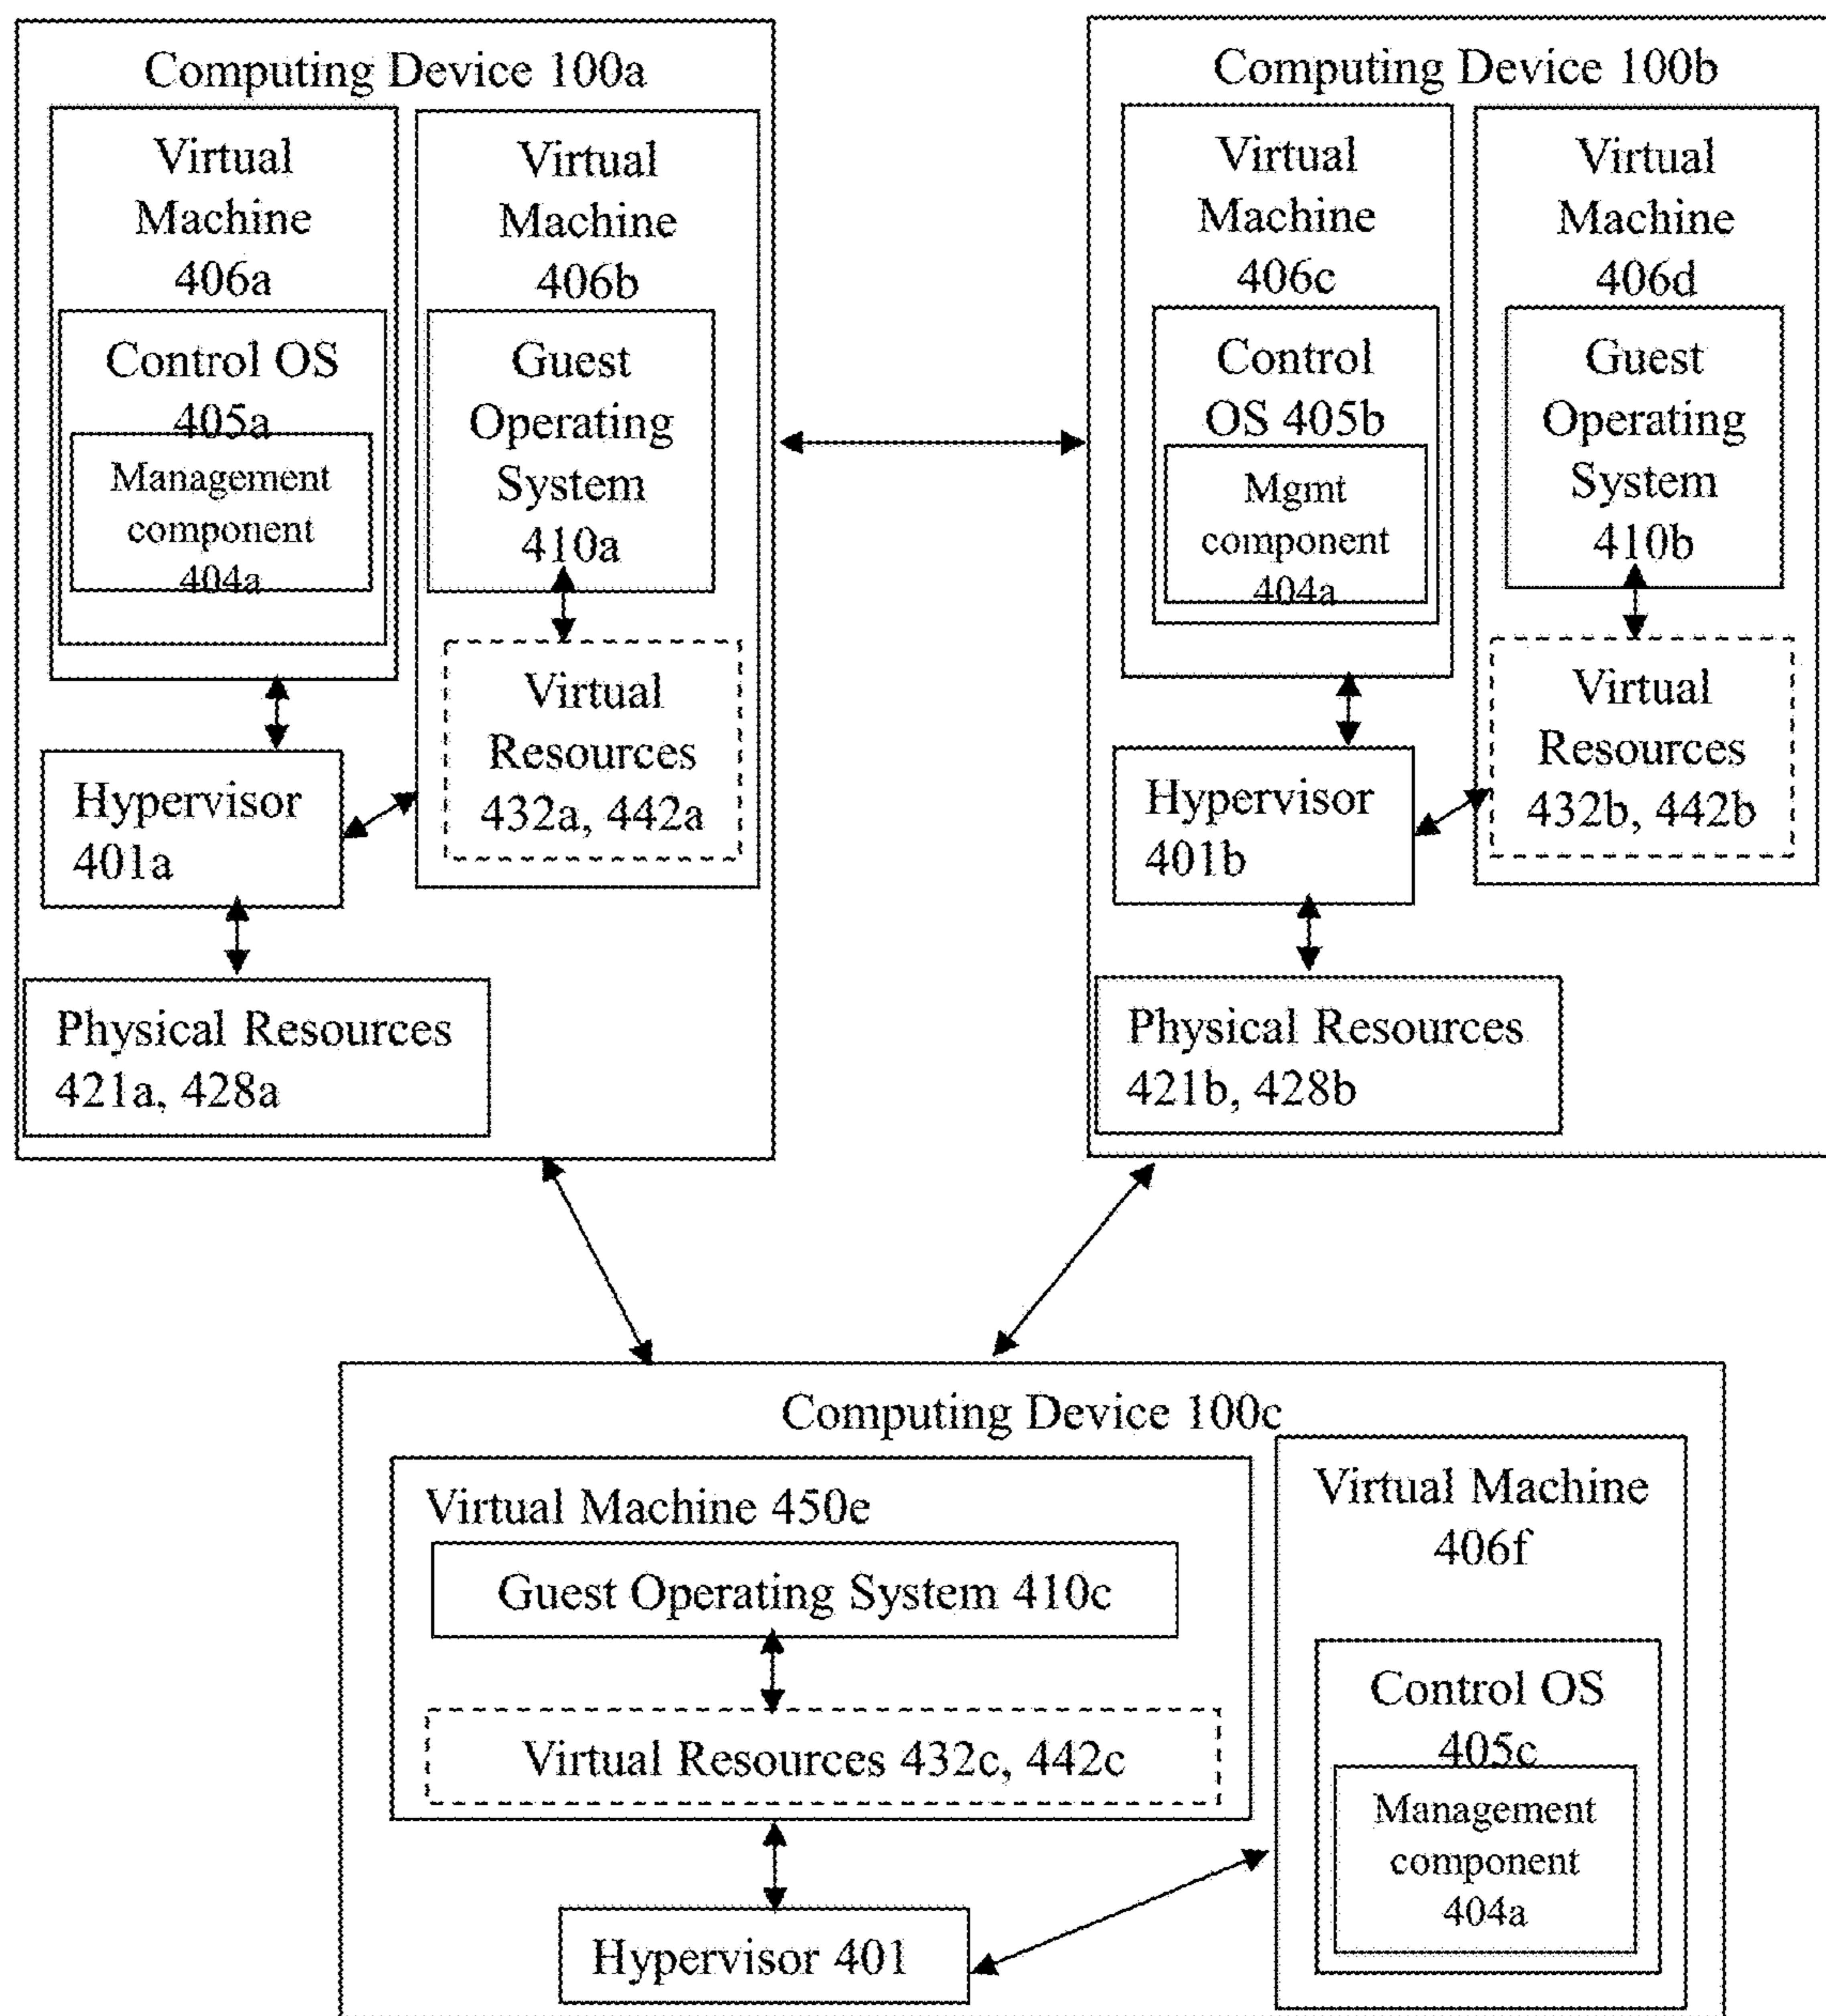 Computing Device 100a
Virtual
Machine
406a
Control OS
405a
Management
component
404a
Virtual
Machine
406b
Guest
Operating
System
410a
Virtual
Resources
432a, 442a
Hypervisor
401a
Physical Resources
421a, 428a
Computing Device 100b
Virtual
Machine
406c
Control
OS 405b
Mgmt
component
404a
Virtual
Machine
406d
Guest
Operating
System
410b
Virtual
Resources
432b, 442b
Hypervisor
401b
Physical Resources
421b, 428b
Computing Device 100c
Virtual Machine 450e
Guest Operating System 410c
Virtual Resources 432c, 442c
Hypervisor 401
Virtual Machine
406f
Control OS
405c
Management
component
404a